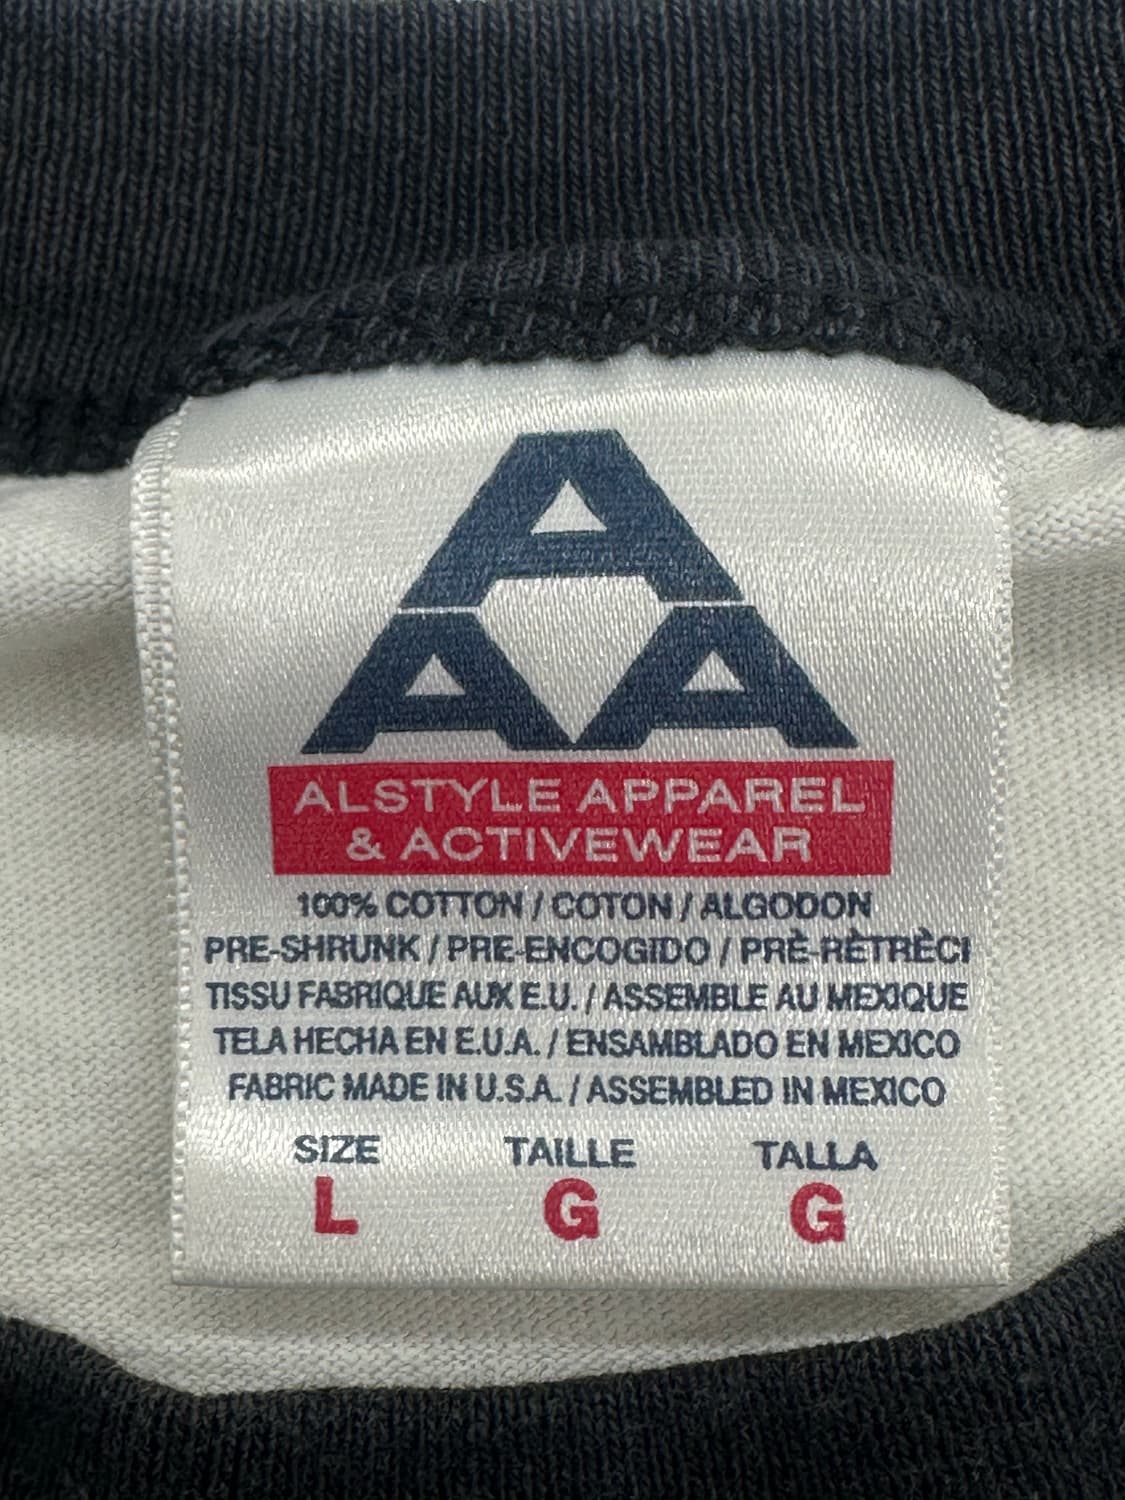 A
AA
ALSTYLE APPAREL
& ACTIVEWEAR
100% COTTON / COTON / ALGODON
PRE-SHRUNK / PRE-ENCOGIDO / PRÈ-RÈTRÈCI
TISSU FABRIQUE AUX E.U. / ASSEMBLE AU MEXIQUE
TELA HECHA EN E.U.A. / ENSAMBLADO EN MEXICO
FABRIC MADE IN U.S.A. / ASSEMBLED IN MEXICO
SIZE TAILLE TALLA
L G G